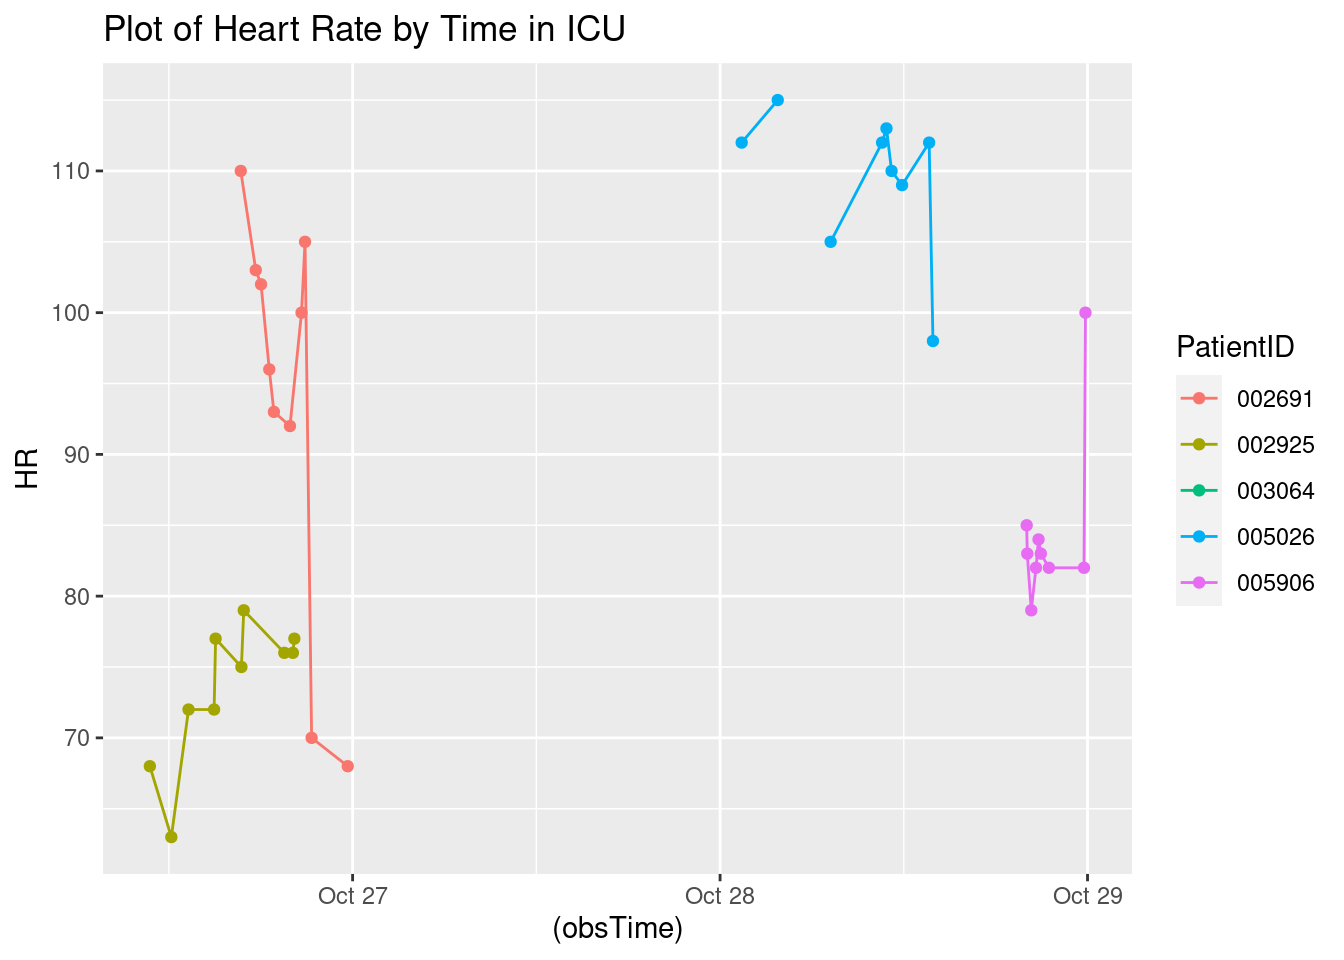 Plot of Heart Rate by Time in ICU
110
100
90
80
70
HR
Oct 27
Oct 28
Oct 29
(obsTime)
PatientID
002691
002925
003064
005026
005906